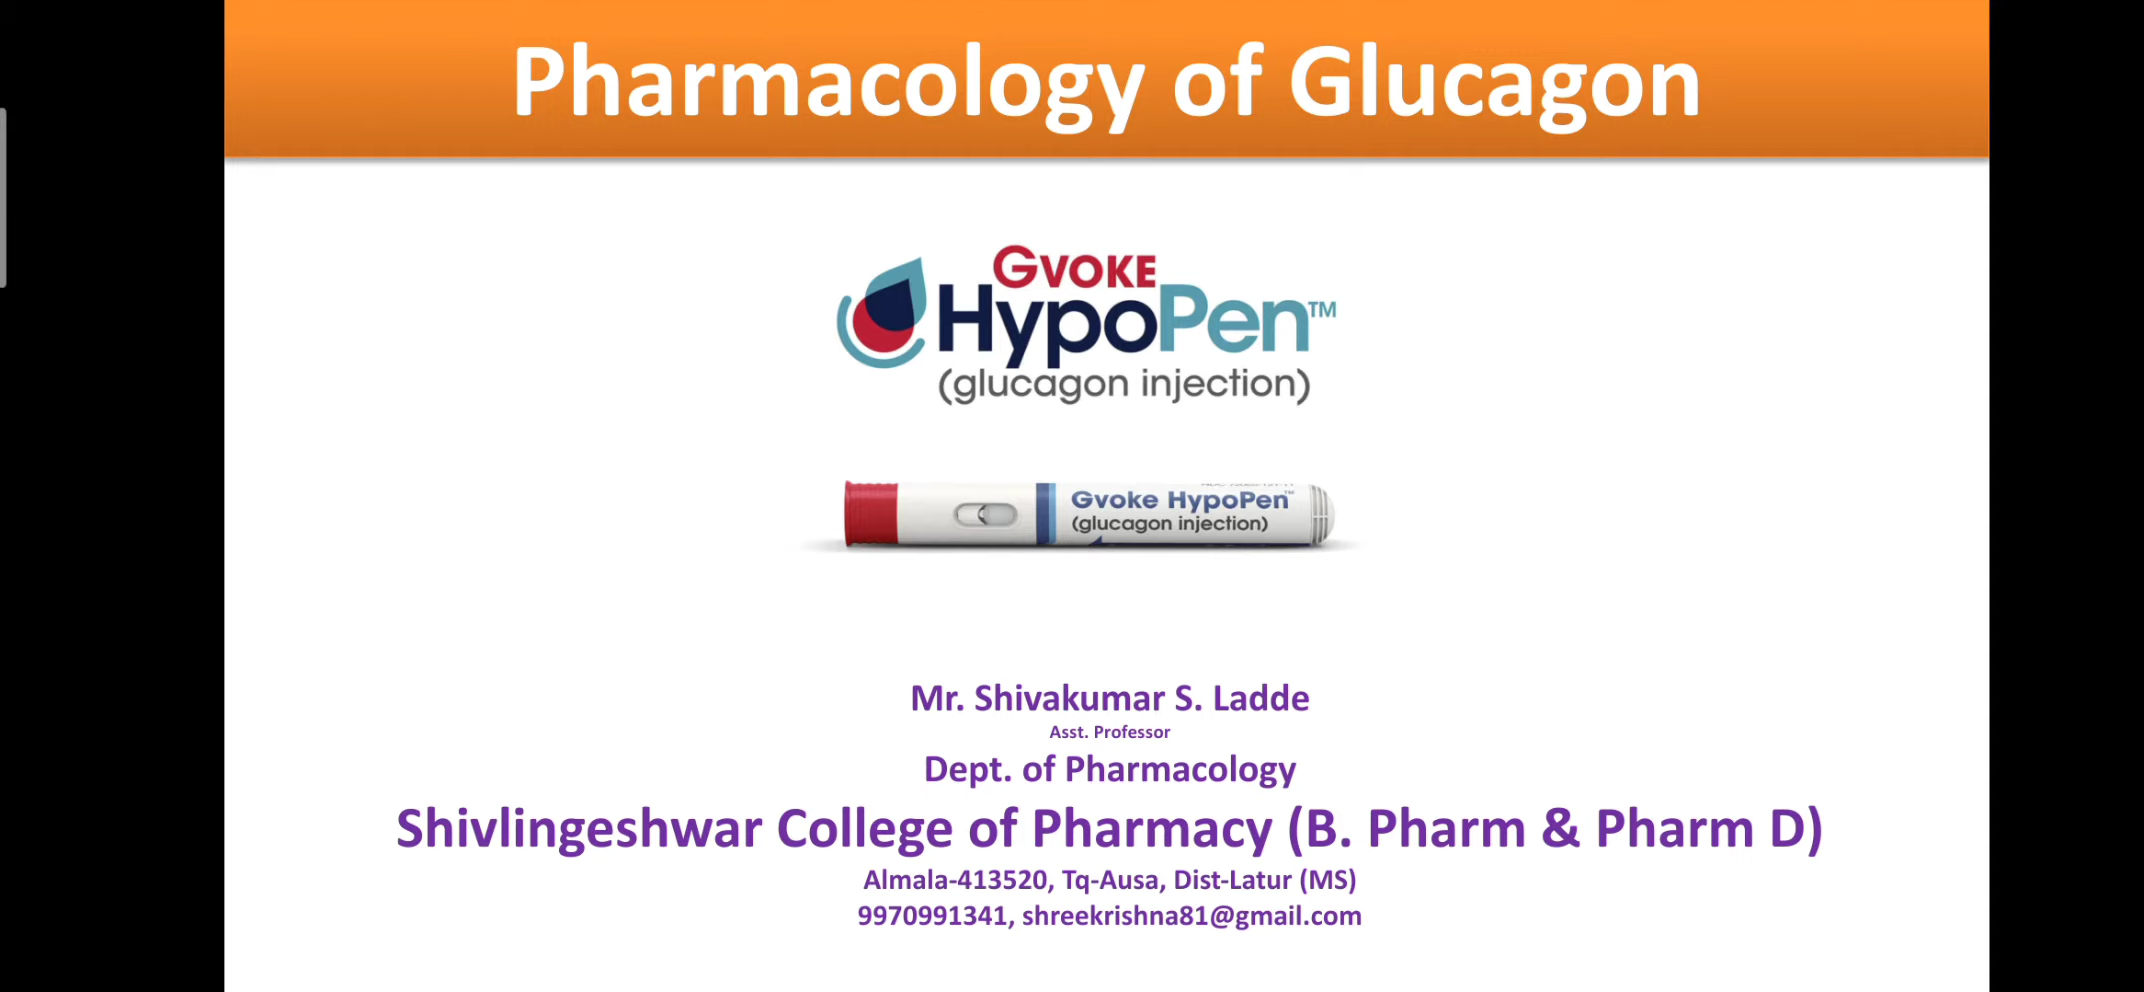 Pharmacology of Glucagon
GVOKE
HypoPen™
(glucagon injection)
Gvoke HypoPen™
(glucagon injection)
Mr. Shivakumar S. Ladde
Asst. Professor
Dept. of Pharmacology
Shivlingeshwar College of Pharmacy (B. Pharm & Pharm D)
Almala-413520, Tq-Ausa, Dist-Latur (MS)
9970991341, shreekrishna81@gmail.com